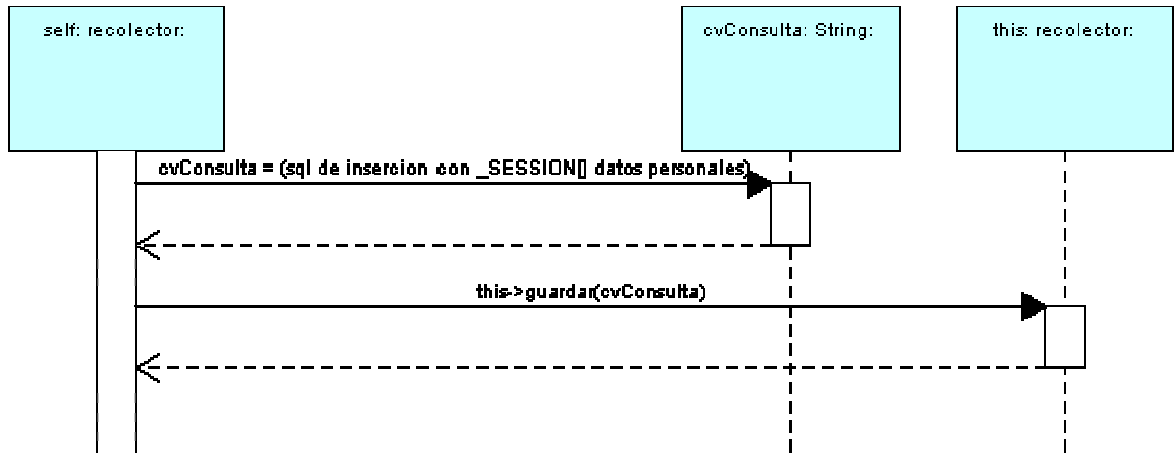 self: recolector:
cvConsulta: String:
this: recolector:
cvConsulta = (sql de insercion con _SESSION[] datos personales)
this->guardar(cvConsulta)